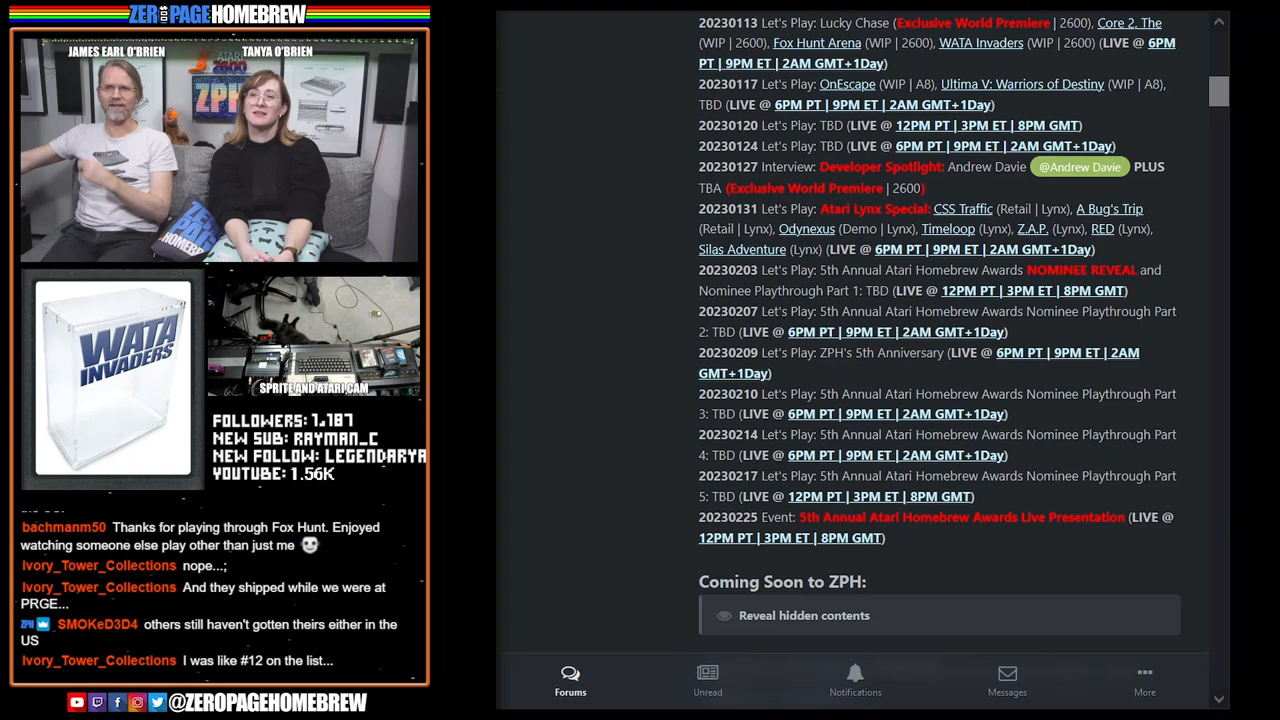 ZEROPAGE HOMEBREW
JAMES EARL O'BRIEN
TANYA O'BRIEN
ATARI
2600
ZPH
ZERO
PAGE
HOMEBREW
WATA
INVADERS
SPRITE AND ATARI CAM
FOLLOWERS: 1,187
NEW SUB: RAYMAN_C
NEW FOLLOW: LEGENDARYA
YOUTUBE: 1.56K
bachmanm50 Thanks for playing through Fox Hunt. Enjoyed
watching someone else play other than just me
Ivory_Tower_Collections nope...;
Ivory_Tower_Collections And they shipped while we were at
PRGE...
ZPH SMOKeD3D4 others still haven't gotten theirs either in the
US
Ivory_Tower_Collections I was like #12 on the list...
@ZEROPAGEHOMEBREW
20230113 Let's Play: Lucky Chase (Exclusive World Premiere | 2600), Core 2, The
(WIP | 2600), Fox Hunt Arena (WIP | 2600), WATA Invaders (WIP | 2600) (LIVE @ 6PM
PT | 9PM ET | 2AM GMT+1Day)
20230117 Let's Play: OnEscape (WIP | A8), Ultima V: Warriors of Destiny (WIP | A8),
TBD (LIVE @ 6PM PT | 9PM ET | 2AM GMT+1Day)
20230120 Let's Play: TBD (LIVE @ 12PM PT | 3PM ET | 8PM GMT)
20230124 Let's Play: TBD (LIVE @ 6PM PT | 9PM ET | 2AM GMT+1Day)
20230127 Interview: Developer Spotlight: Andrew Davie @Andrew Davie PLUS
TBA (Exclusive World Premiere | 2600)
20230131 Let's Play: Atari Lynx Special: CSS Traffic (Retail | Lynx), A Bug's Trip
(Retail | Lynx), Odynexus (Demo | Lynx), Timeloop (Lynx), Z.A.P. (Lynx), RED (Lynx),
Silas Adventure (Lynx) (LIVE @ 6PM PT | 9PM ET | 2AM GMT+1Day)
20230203 Let's Play: 5th Annual Atari Homebrew Awards NOMINEE REVEAL and
Nominee Playthrough Part 1: TBD (LIVE @ 12PM PT | 3PM ET | 8PM GMT)
20230207 Let's Play: 5th Annual Atari Homebrew Awards Nominee Playthrough Part
2: TBD (LIVE @ 6PM PT | 9PM ET | 2AM GMT+1Day)
20230209 Let's Play: ZPH's 5th Anniversary (LIVE @ 6PM PT | 9PM ET | 2AM
GMT+1Day)
20230210 Let's Play: 5th Annual Atari Homebrew Awards Nominee Playthrough Part
3: TBD (LIVE @ 6PM PT | 9PM ET | 2AM GMT+1Day)
20230214 Let's Play: 5th Annual Atari Homebrew Awards Nominee Playthrough Part
4: TBD (LIVE @ 6PM PT | 9PM ET | 2AM GMT+1Day)
20230217 Let's Play: 5th Annual Atari Homebrew Awards Nominee Playthrough Part
5: TBD (LIVE @ 12PM PT | 3PM ET | 8PM GMT)
20230225 Event: 5th Annual Atari Homebrew Awards Live Presentation (LIVE @
12PM PT | 3PM ET | 8PM GMT)
Coming Soon to ZPH:
Reveal hidden contents
Forums
Unread
Notifications
Messages
More